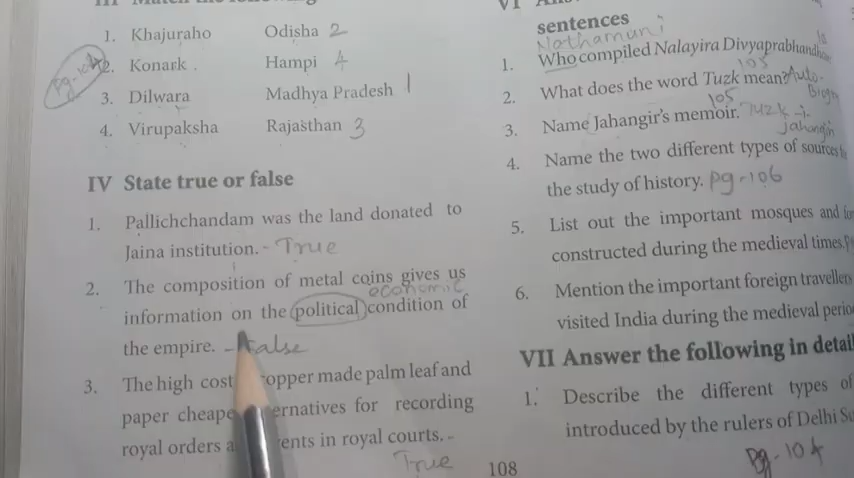 1. Khajuraho Odisha 2
Pg-104 2. Konark Hampi 4
3. Dilwara Madhya Pradesh 1
4. Virupaksha Rajasthan 3
IV State true or false
1. Pallichchandam was the land donated to
Jaina institution. - True
2. The composition of metal coins gives us
economic
information on the political condition of
the empire. - False
3. The high cost opper made palm leaf and
paper cheape ernatives for recording
royal orders a ents in royal courts. -
True
108
VI
sentences
Nathamuni
1. Who compiled Nalayira Divyaprabhandham
105
2. What does the word Tuzk mean? Auto-
Biogr
105
3. Name Jahangir's memoir. Tuzk-i-
Jahangir
4. Name the two different types of sources
the study of history. Pg-106
5. List out the important mosques and
constructed during the medieval times.
6. Mention the important foreign travellers
visited India during the medieval perio
VII Answer the following in detail
1. Describe the different types of
introduced by the rulers of Delhi
Pg-104